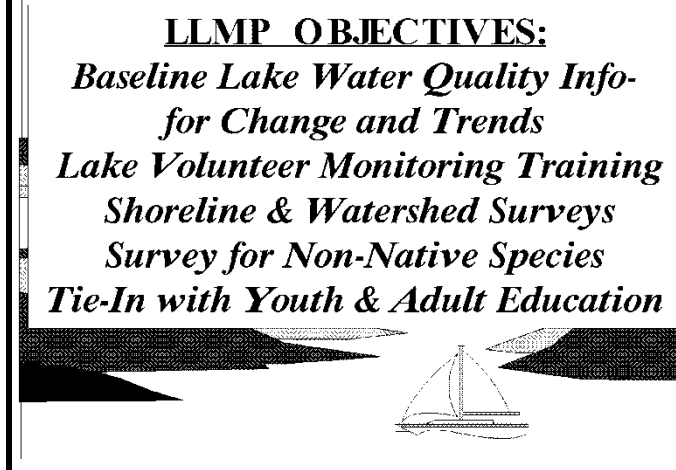 LLMP OBJECTIVES:
Baseline Lake Water Quality Info-
for Change and Trends
Lake Volunteer Monitoring Training
Shoreline & Watershed Surveys
Survey for Non-Native Species
Tie-In with Youth & Adult Education